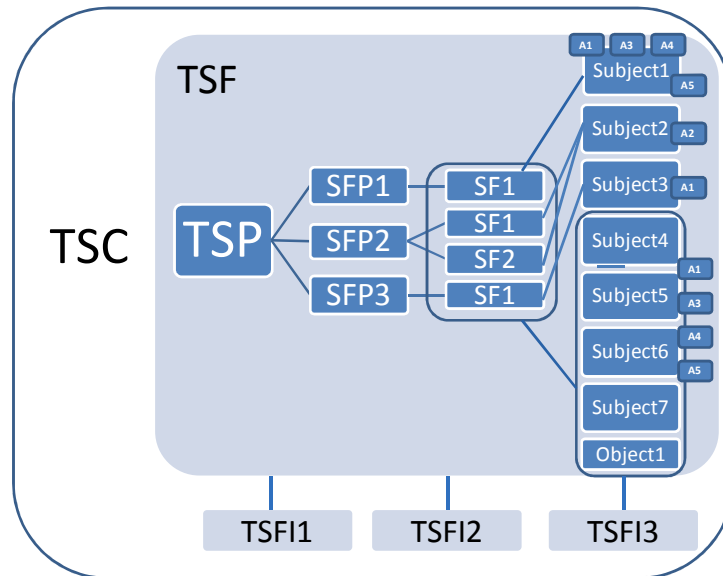 A1 A3 A4
Subject1
A5
TSF
Subject2
A2
SFP1
SF1
Subject3
A1
TSC
TSP
SFP2
SF1
SF2
Subject4
A1
SFP3
SF1
Subject5
A3
A4
Subject6
A5
Subject7
Object1
TSFI1 TSFI2 TSFI3